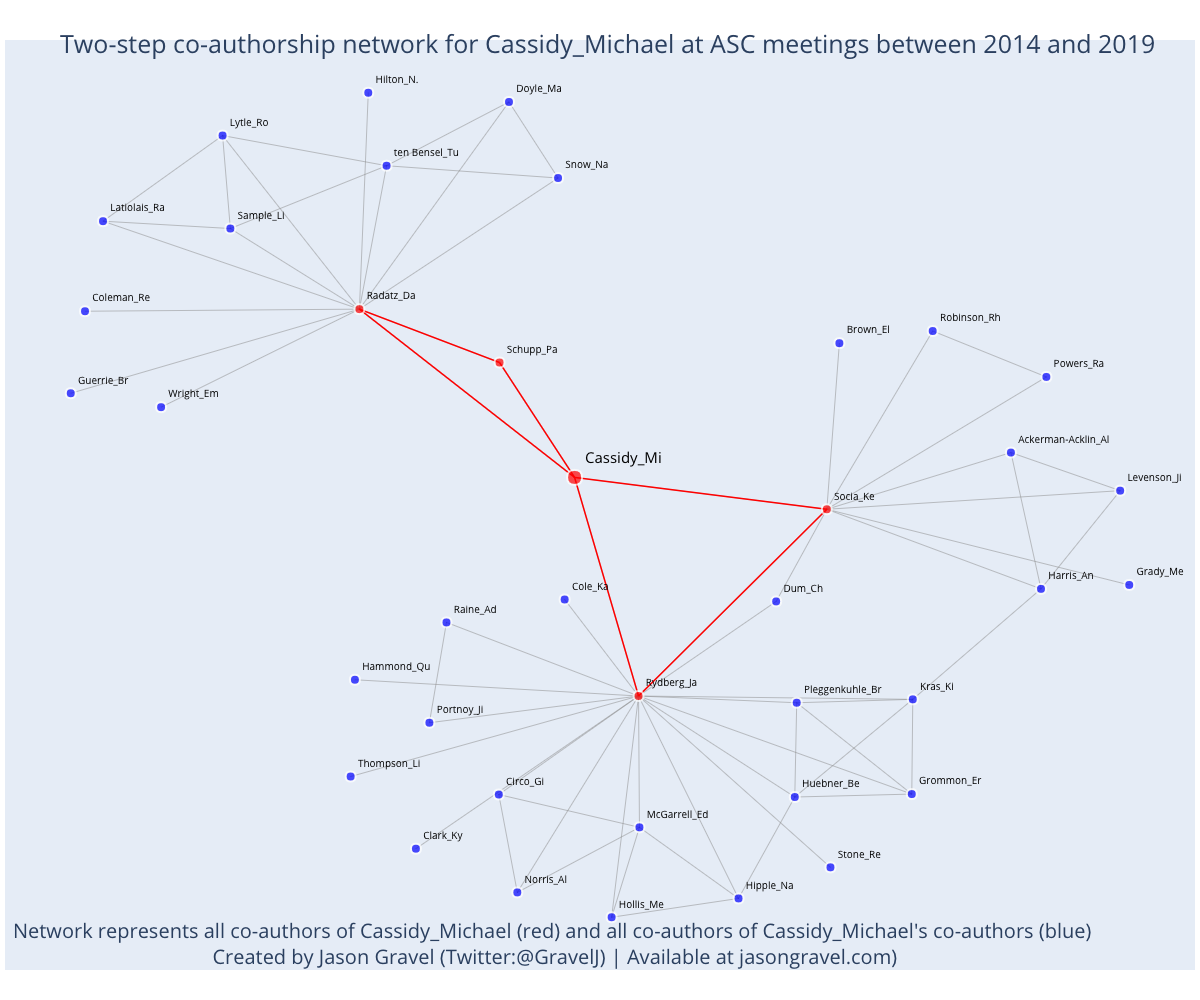 Two-step co-authorship network for Cassidy_Michael at ASC meetings between 2014 and 2019
Hilton_N.
Doyle_Ma
Lytle_Ro
ten Bensel_Tu
Snow_Na
Latiolais_Ra
Sample_Li
Radatz_Da
Coleman_Re
Schupp_Pa
Guerrie_Br
Wright_Em
Brown_El
Robinson_Rh
Powers_Ra
Ackerman-Acklin_Al
Cassidy_Mi
Levenson_Ji
Socia_Ke
Harris_An
Grady_Me
Cole_Ka
Dum_Ch
Raine_Ad
Hammond_Qu
Rydberg_Ja
Pleggenkuhle_Br
Kras_Ki
Portnoy_Ji
Thompson_Li
Circo_Gi
Huebner_Be
Grommon_Er
McGarrell_Ed
Clark_Ky
Stone_Re
Norris_Al
Hipple_Na
Hollis_Me
Network represents all co-authors of Cassidy_Michael (red) and all co-authors of Cassidy_Michael's co-authors (blue)
Created by Jason Gravel (Twitter:@GravelJ) | Available at jasongravel.com)